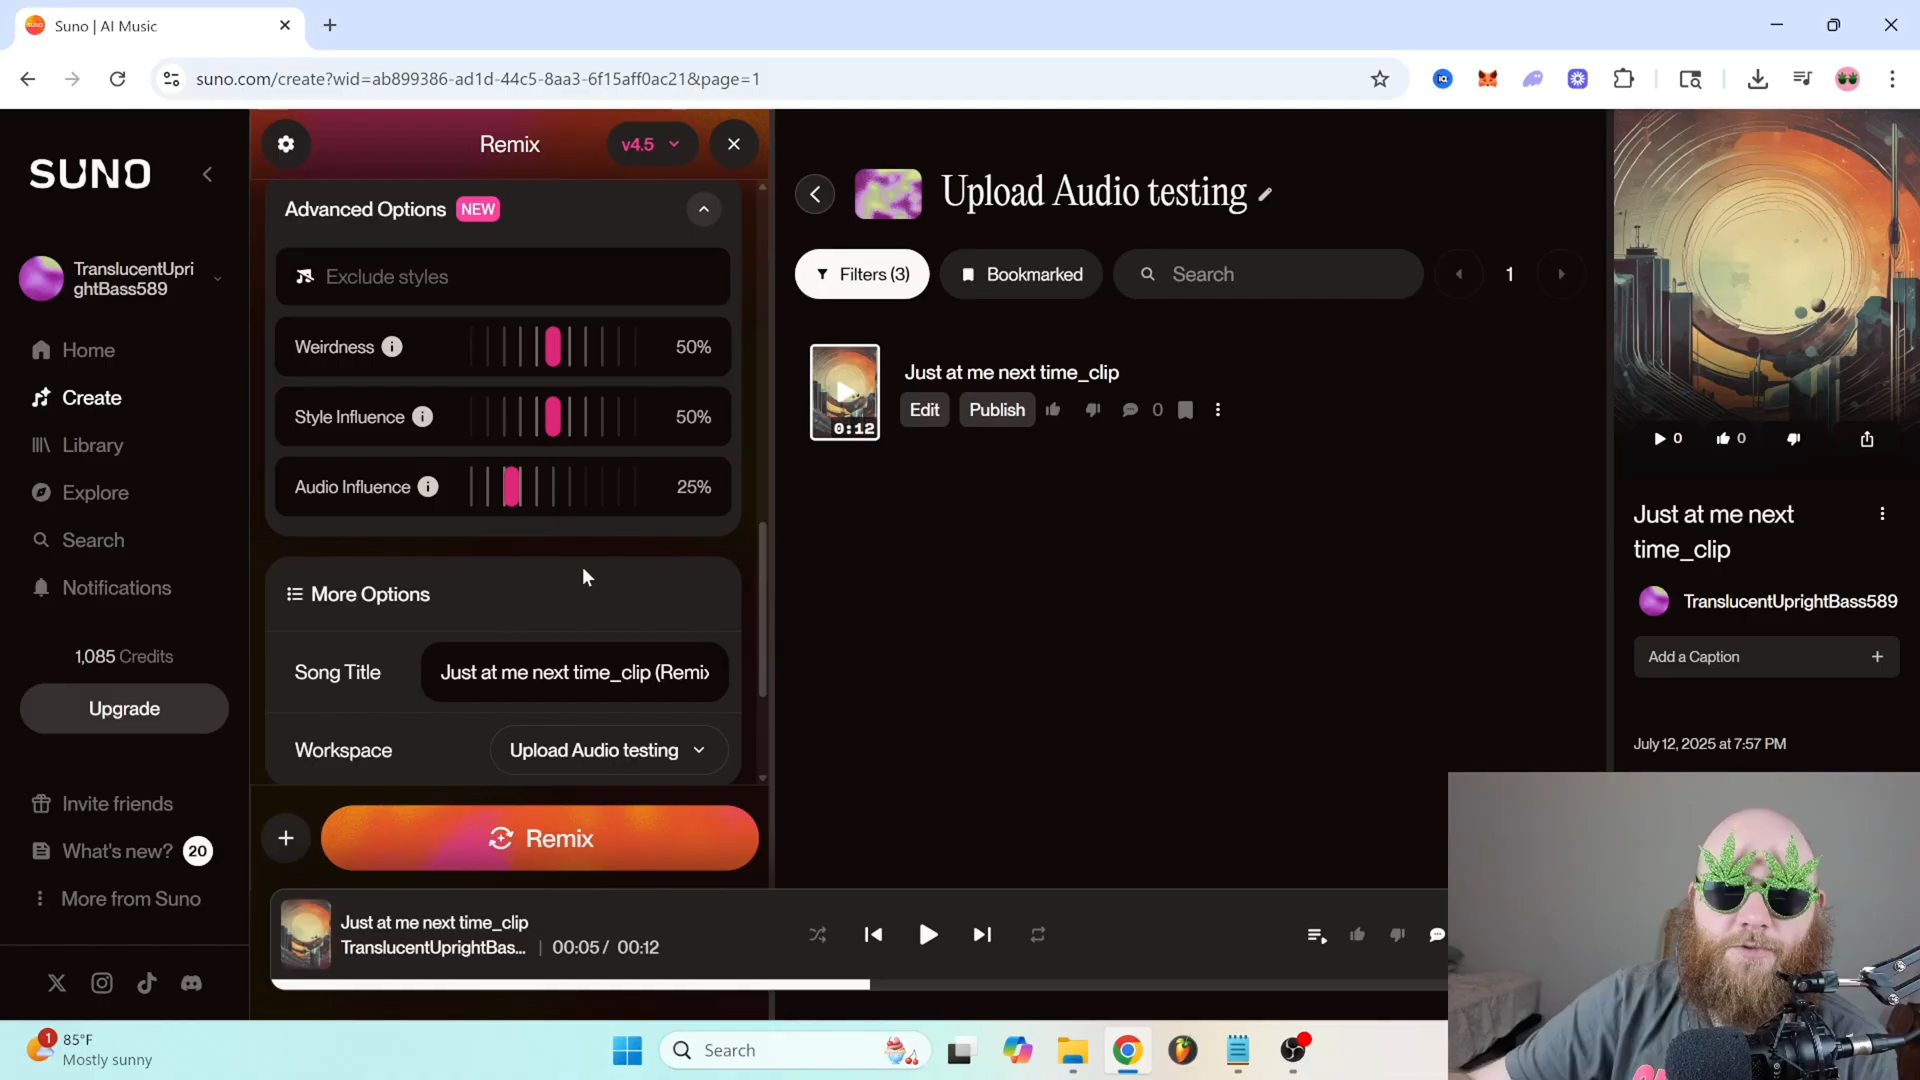 Suno | AI Music
suno.com/create?wid=ab899386-ad1d-44c5-8aa3-6f15aff0ac21&page=1
SUNO
TranslucentUpri
ghtBass589
Home
Create
Library
Explore
Search
Notifications
1,085 Credits
Upgrade
Invite friends
What's new? 20
More from Suno
Remix
v4.5
Advanced Options NEW
Exclude styles
Weirdness i 50%
Style Influence i 50%
Audio Influence i 25%
More Options
Song Title Just at me next time_clip (Remix
Workspace Upload Audio testing
Remix
Upload Audio testing
Filters (3) Bookmarked Search 1
Just at me next time_clip
Edit Publish 0
0:12
0 0
Just at me next
time_clip
TranslucentUprightBass589
Add a Caption
July 12, 2025 at 7:57 PM
Just at me next time_clip
TranslucentUprightBas... | 00:05 / 00:12
1 85°F
Mostly sunny
Search